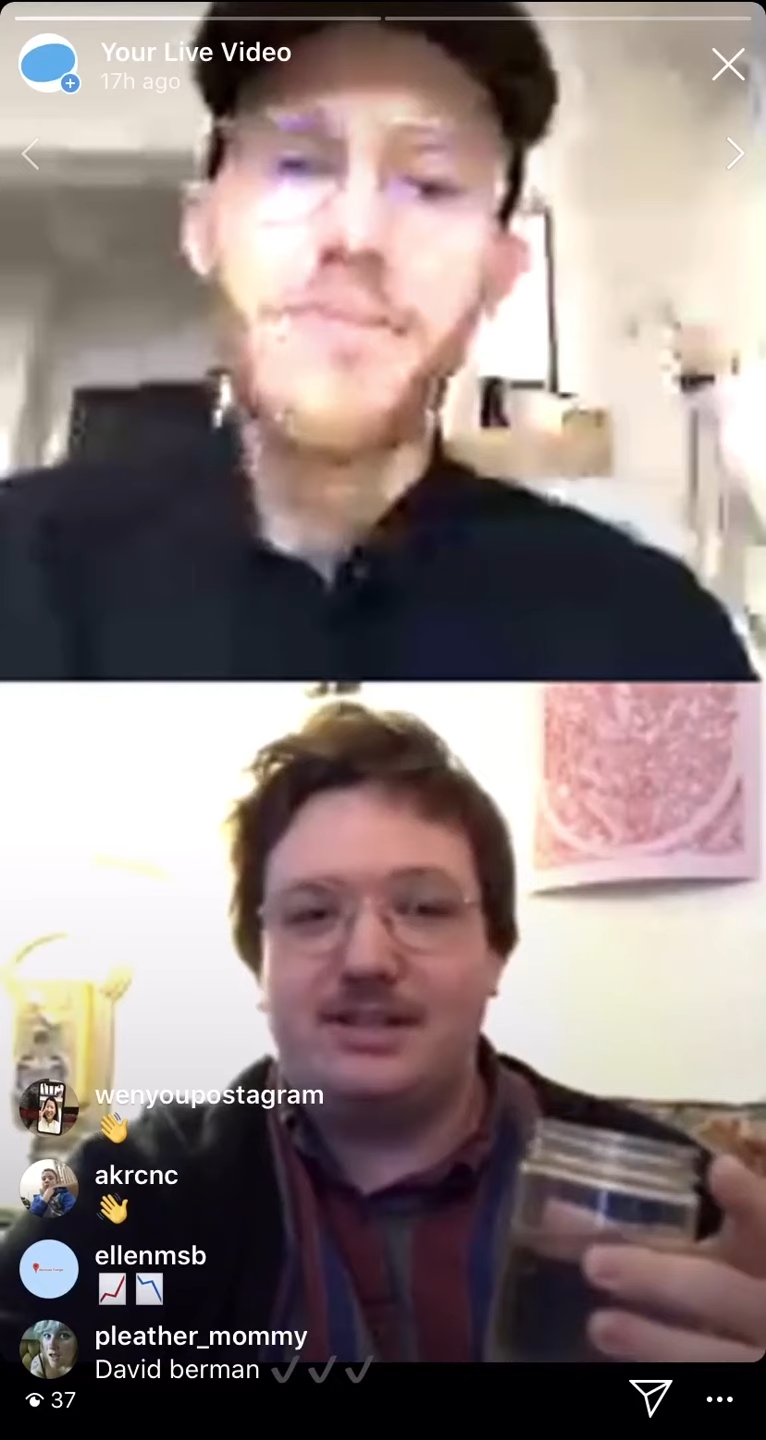 Your Live Video
17h ago
wenyoupostagram
👋
akrcnc
👋
ellenmsb
📈 📉
pleather_mommy
David berman ✓✓✓
37